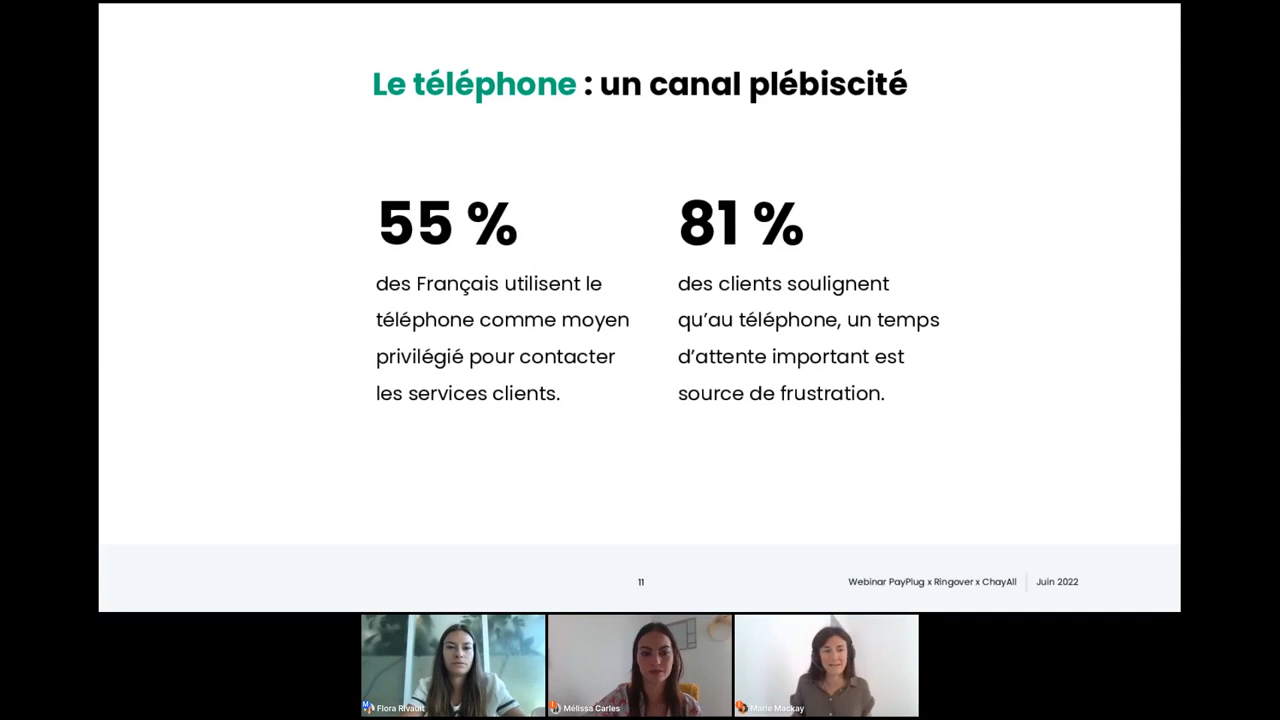 Le téléphone : un canal plébiscité
55 %
des Français utilisent le
téléphone comme moyen
privilégié pour contacter
les services clients.
81 %
des clients soulignent
qu’au téléphone, un temps
d’attente important est
source de frustration.
11
Webinar PayPlug x Ringover x ChayAll
Juin 2022
Flora Rivault
Mélissa Carles
Marie Mackay